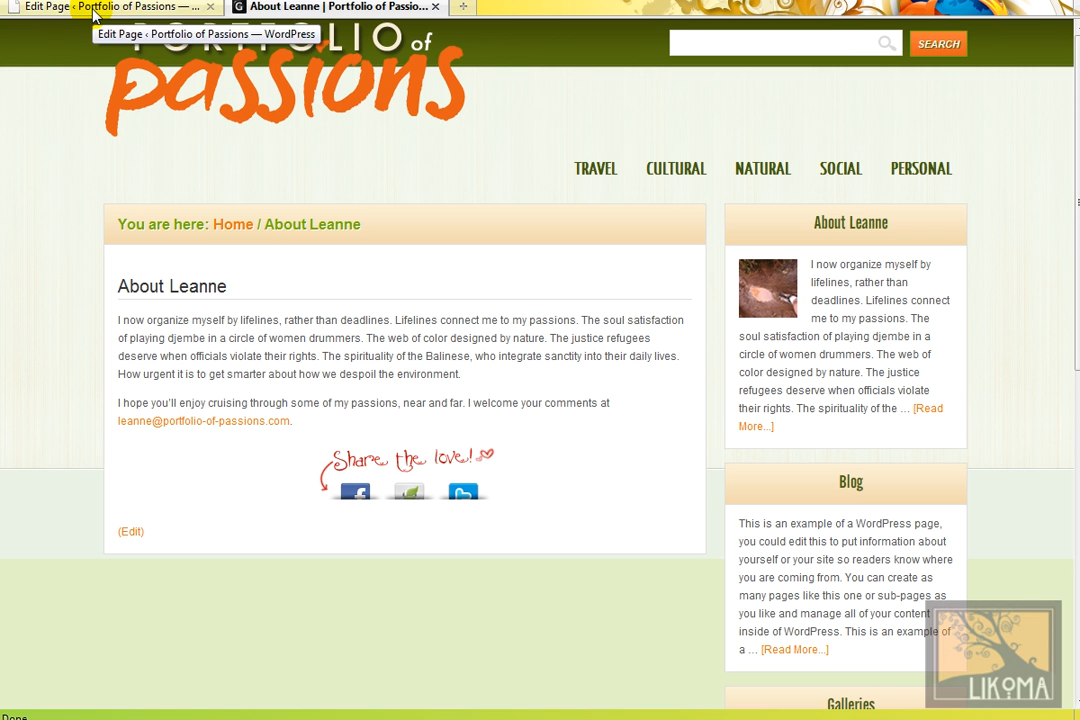 Edit Page ‹ Portfolio of Passions — ...
About Leanne | Portfolio of Passio...
Edit Page ‹ Portfolio of Passions — WordPress
PORTFOLIO of
passions
SEARCH
TRAVEL CULTURAL NATURAL SOCIAL PERSONAL
You are here: Home / About Leanne
About Leanne
I now organize myself by lifelines, rather than deadlines. Lifelines connect me to my passions. The soul satisfaction
of playing djembe in a circle of women drummers. The web of color designed by nature. The justice refugees
deserve when officials violate their rights. The spirituality of the Balinese, who integrate sanctity into their daily lives.
How urgent it is to get smarter about how we despoil the environment.
I hope you'll enjoy cruising through some of my passions, near and far. I welcome your comments at
leanne@portfolio-of-passions.com.
Share the love!
(Edit)
About Leanne
I now organize myself by
lifelines, rather than
deadlines. Lifelines connect
me to my passions. The
soul satisfaction of playing djembe in a
circle of women drummers. The web of
color designed by nature. The justice
refugees deserve when officials violate
their rights. The spirituality of the ... [Read
More...]
Blog
This is an example of a WordPress page,
you could edit this to put information about
yourself or your site so readers know where
you are coming from. You can create as
many pages like this one or sub-pages as
you like and manage all of your content
inside of WordPress. This is an example of
a ... [Read More...]
Galleries
LIKOMA
Done